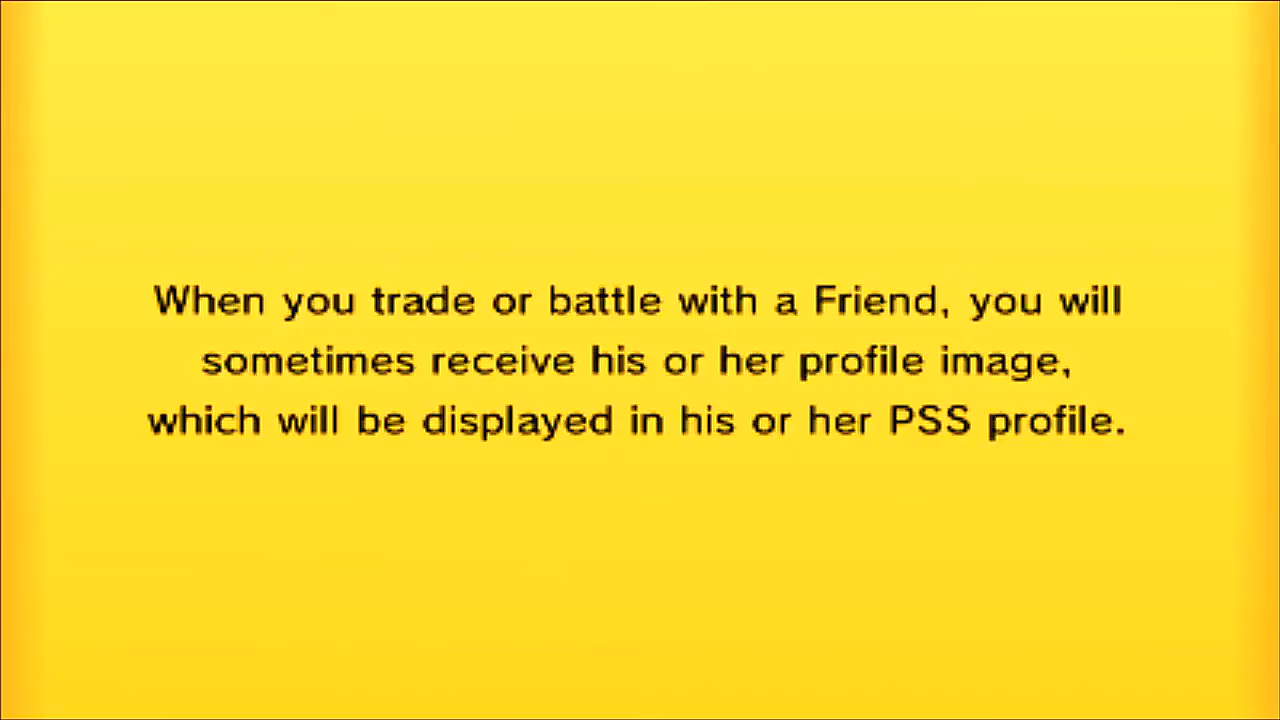 When you trade or battle with a Friend, you will
sometimes receive his or her profile image,
which will be displayed in his or her PSS profile.